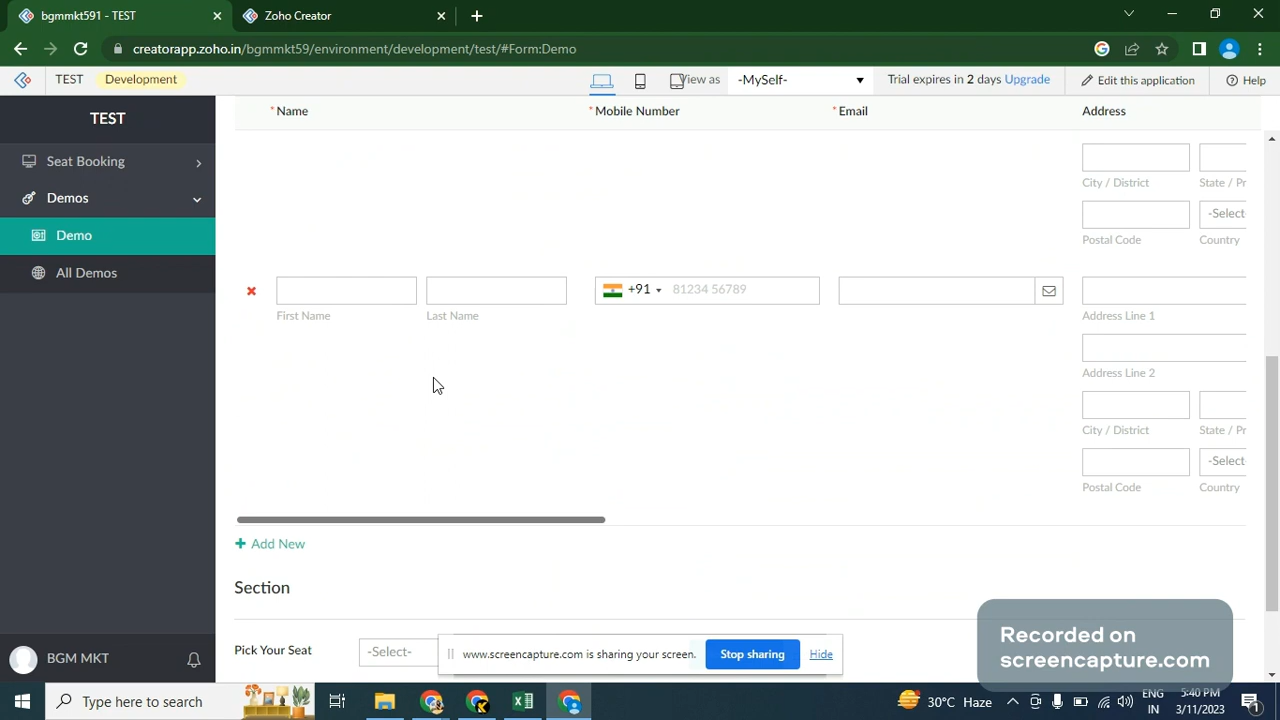 bgmmkt591 - TEST
Zoho Creator
creatorapp.zoho.in/bgmmkt59/environment/development/test/#Form:Demo
TEST
Development
View as
-MySelf-
Trial expires in 2 days Upgrade
Edit this application
Help
TEST
Seat Booking
Demos
Demo
All Demos
* Name
* Mobile Number
* Email
Address
City / District
State / Pr
-Select-
Postal Code
Country
+91
81234 56789
First Name
Last Name
Address Line 1
Address Line 2
City / District
State / Pr
-Select-
Postal Code
Country
+ Add New
Section
Pick Your Seat
-Select-
www.screencapture.com is sharing your screen.
Stop sharing
Hide
Recorded on
screencapture.com
BGM MKT
Type here to search
30°C Haze
ENG
IN
5:40 PM
3/11/2023
1